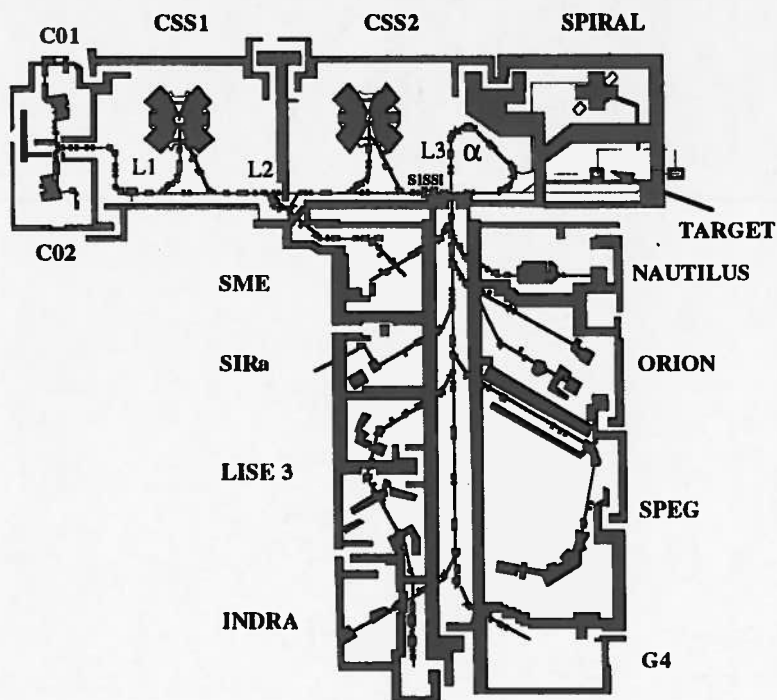 C01
CSS1
CSS2
SPIRAL
L1
L2
L3
α
SISSI
C02
TARGET
SME
NAUTILUS
SIRa
ORION
LISE 3
SPEG
INDRA
G4